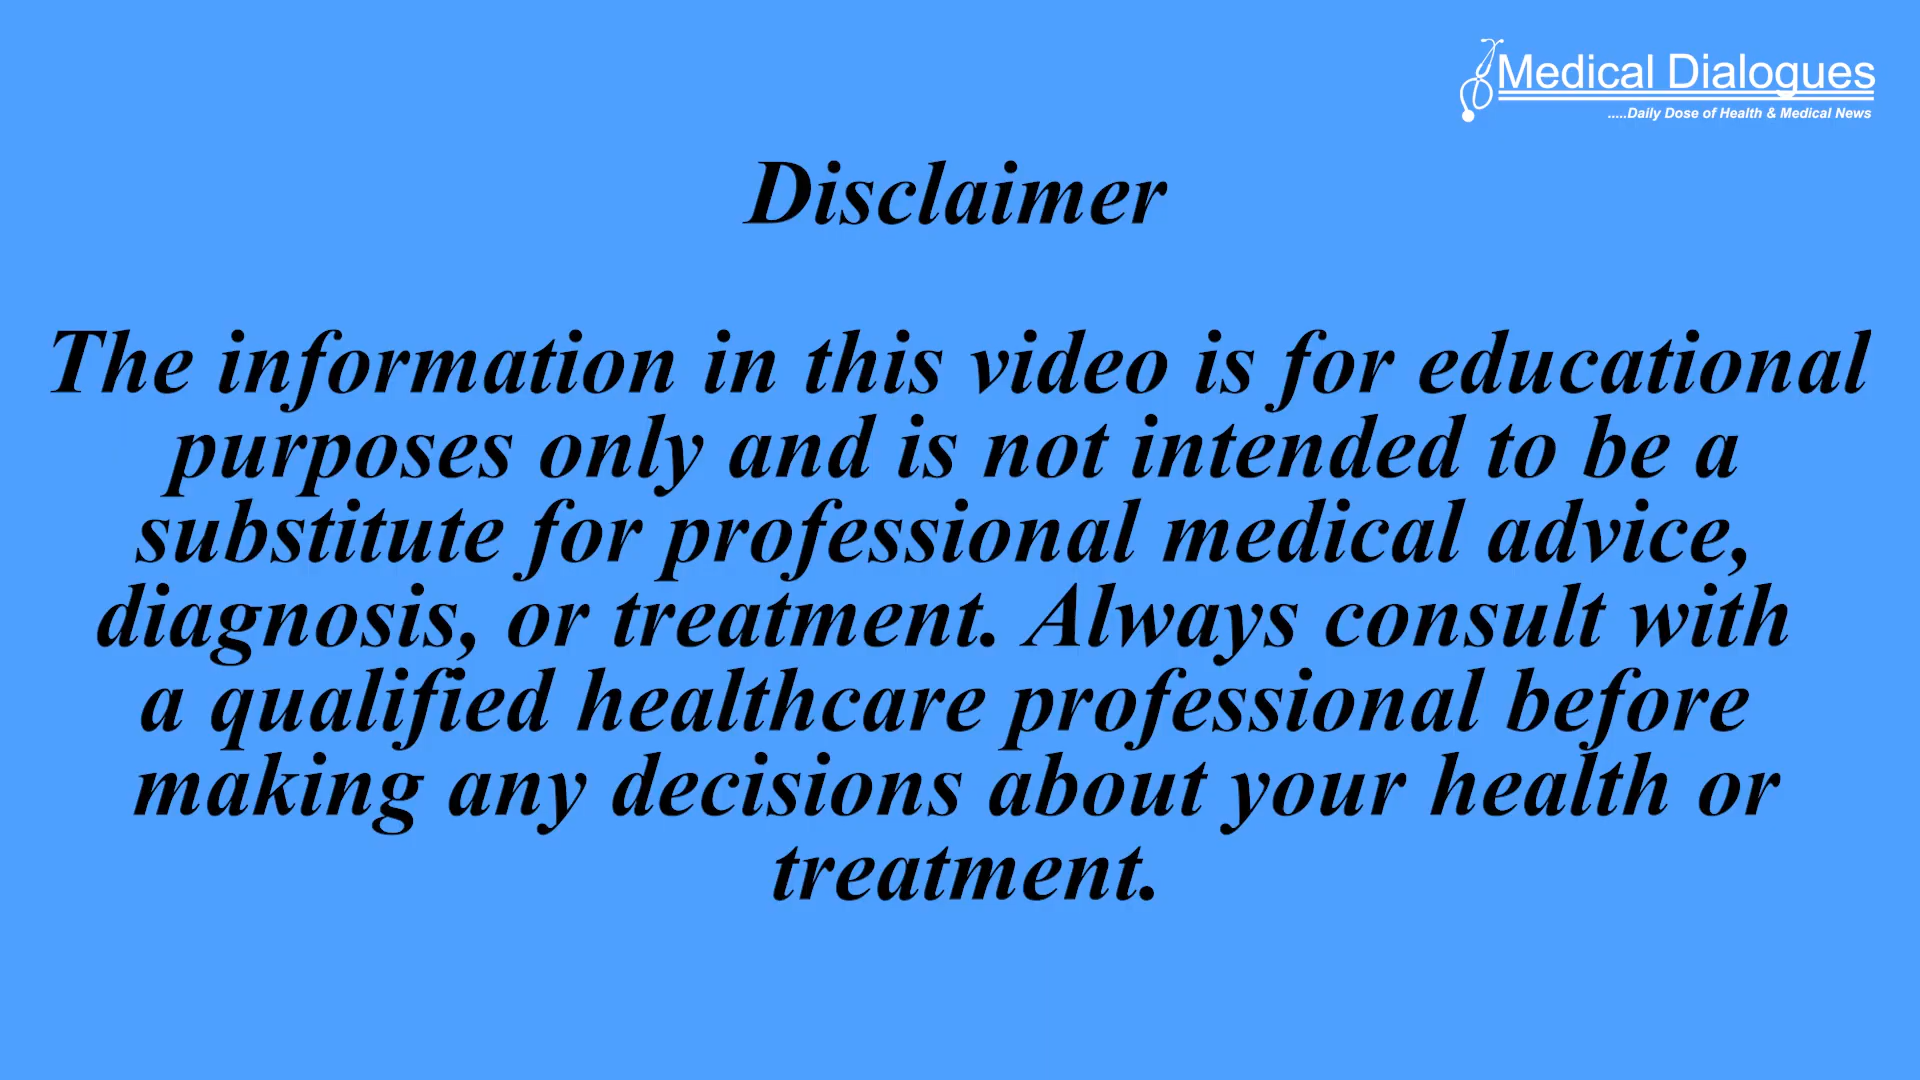 Medical Dialogues
.....Daily Dose of Health & Medical News
Disclaimer
The information in this video is for educational
purposes only and is not intended to be a
substitute for professional medical advice,
diagnosis, or treatment. Always consult with
a qualified healthcare professional before
making any decisions about your health or
treatment.